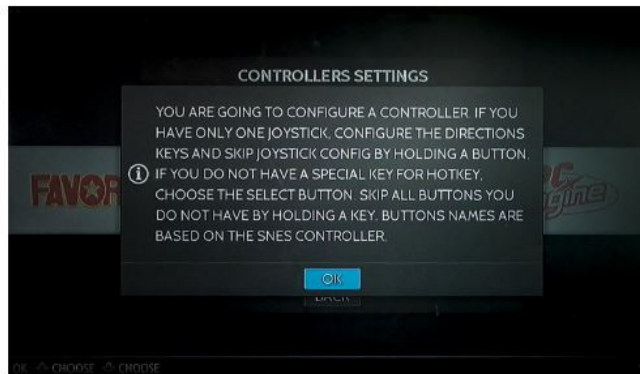 CONTROLLERS SETTINGS
YOU ARE GOING TO CONFIGURE A CONTROLLER. IF YOU
HAVE ONLY ONE JOYSTICK, CONFIGURE THE DIRECTIONS
KEYS AND SKIP JOYSTICK CONFIG BY HOLDING A BUTTON.
IF YOU DO NOT HAVE A SPECIAL KEY FOR HOTKEY,
CHOOSE THE SELECT BUTTON. SKIP ALL BUTTONS YOU
DO NOT HAVE BY HOLDING A KEY. BUTTONS NAMES ARE
BASED ON THE SNES CONTROLLER.
FAVOR
Engine
OK
BACK
OK CHOOSE CHOOSE